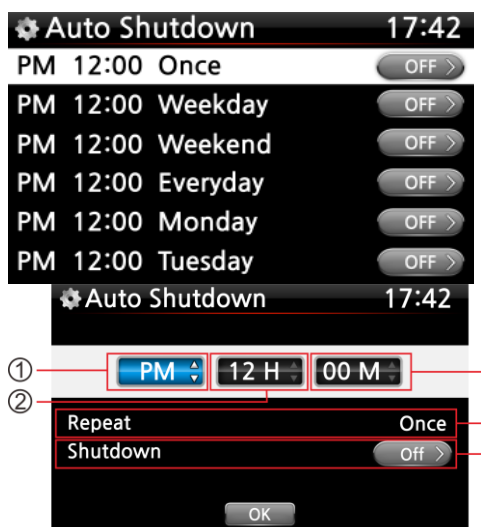 Auto Shutdown 17:42
PM 12:00 Once OFF >
PM 12:00 Weekday OFF >
PM 12:00 Weekend OFF >
PM 12:00 Everyday OFF >
PM 12:00 Monday OFF >
PM 12:00 Tuesday OFF >
Auto Shutdown 17:42
① PM 12 H 00 M
②
Repeat Once
Shutdown Off >
OK